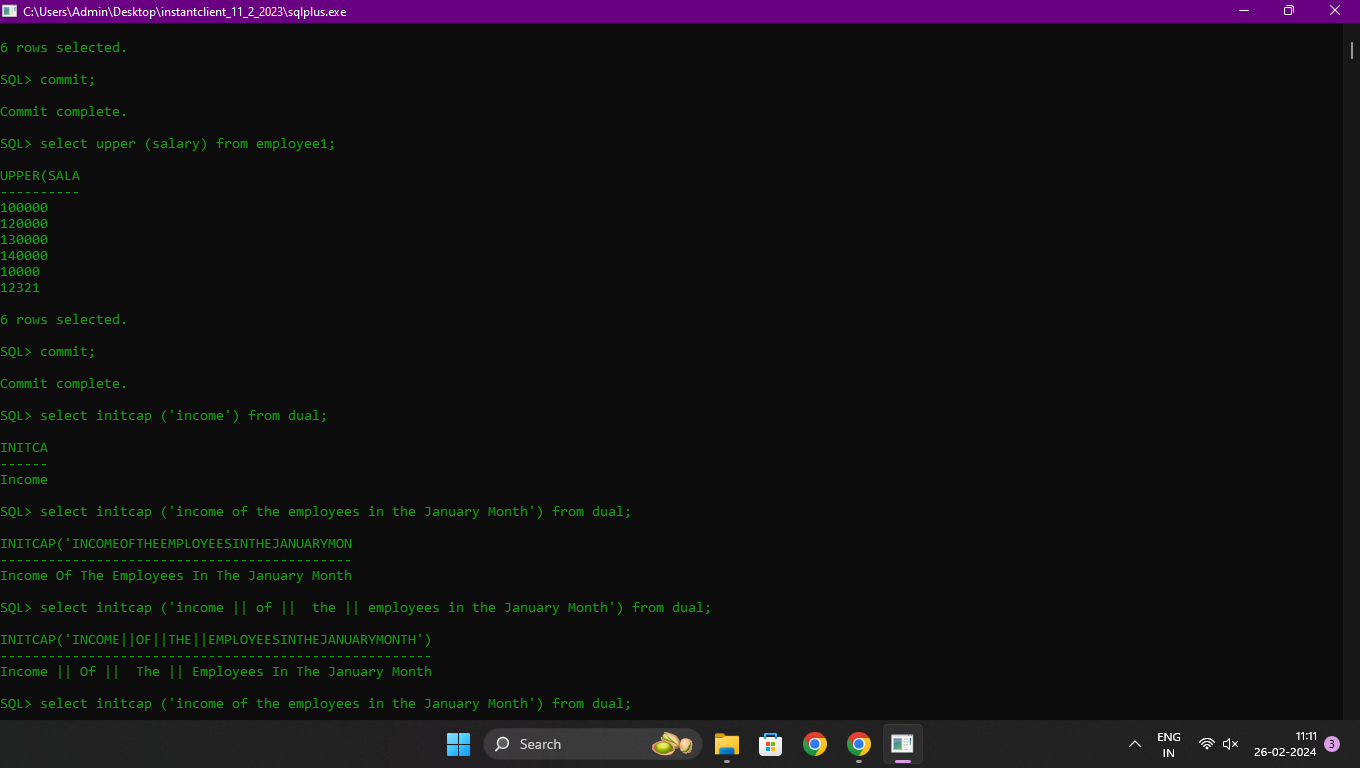 C:\Users\Admin\Desktop\instantclient_11_2_2023\sqlplus.exe
6 rows selected.
SQL> commit;
Commit complete.
SQL> select upper (salary) from employee1;
UPPER(SALA
----------
100000
120000
130000
140000
10000
12321
6 rows selected.
SQL> commit;
Commit complete.
SQL> select initcap ('income') from dual;
INITCA
------
Income
SQL> select initcap ('income of the employees in the January Month') from dual;
INITCAP('INCOMEOFTHEEMPLOYEESINTHEJANUARYMON
--------------------------------------------
Income Of The Employees In The January Month
SQL> select initcap ('income || of ||  the || employees in the January Month') from dual;
INITCAP('INCOME||OF||THE||EMPLOYEESINTHEJANUARYMONTH')
------------------------------------------------------
Income || Of ||  The || Employees In The January Month
SQL> select initcap ('income of the employees in the January Month') from dual;
Search
ENG
IN
11:11
26-02-2024
3